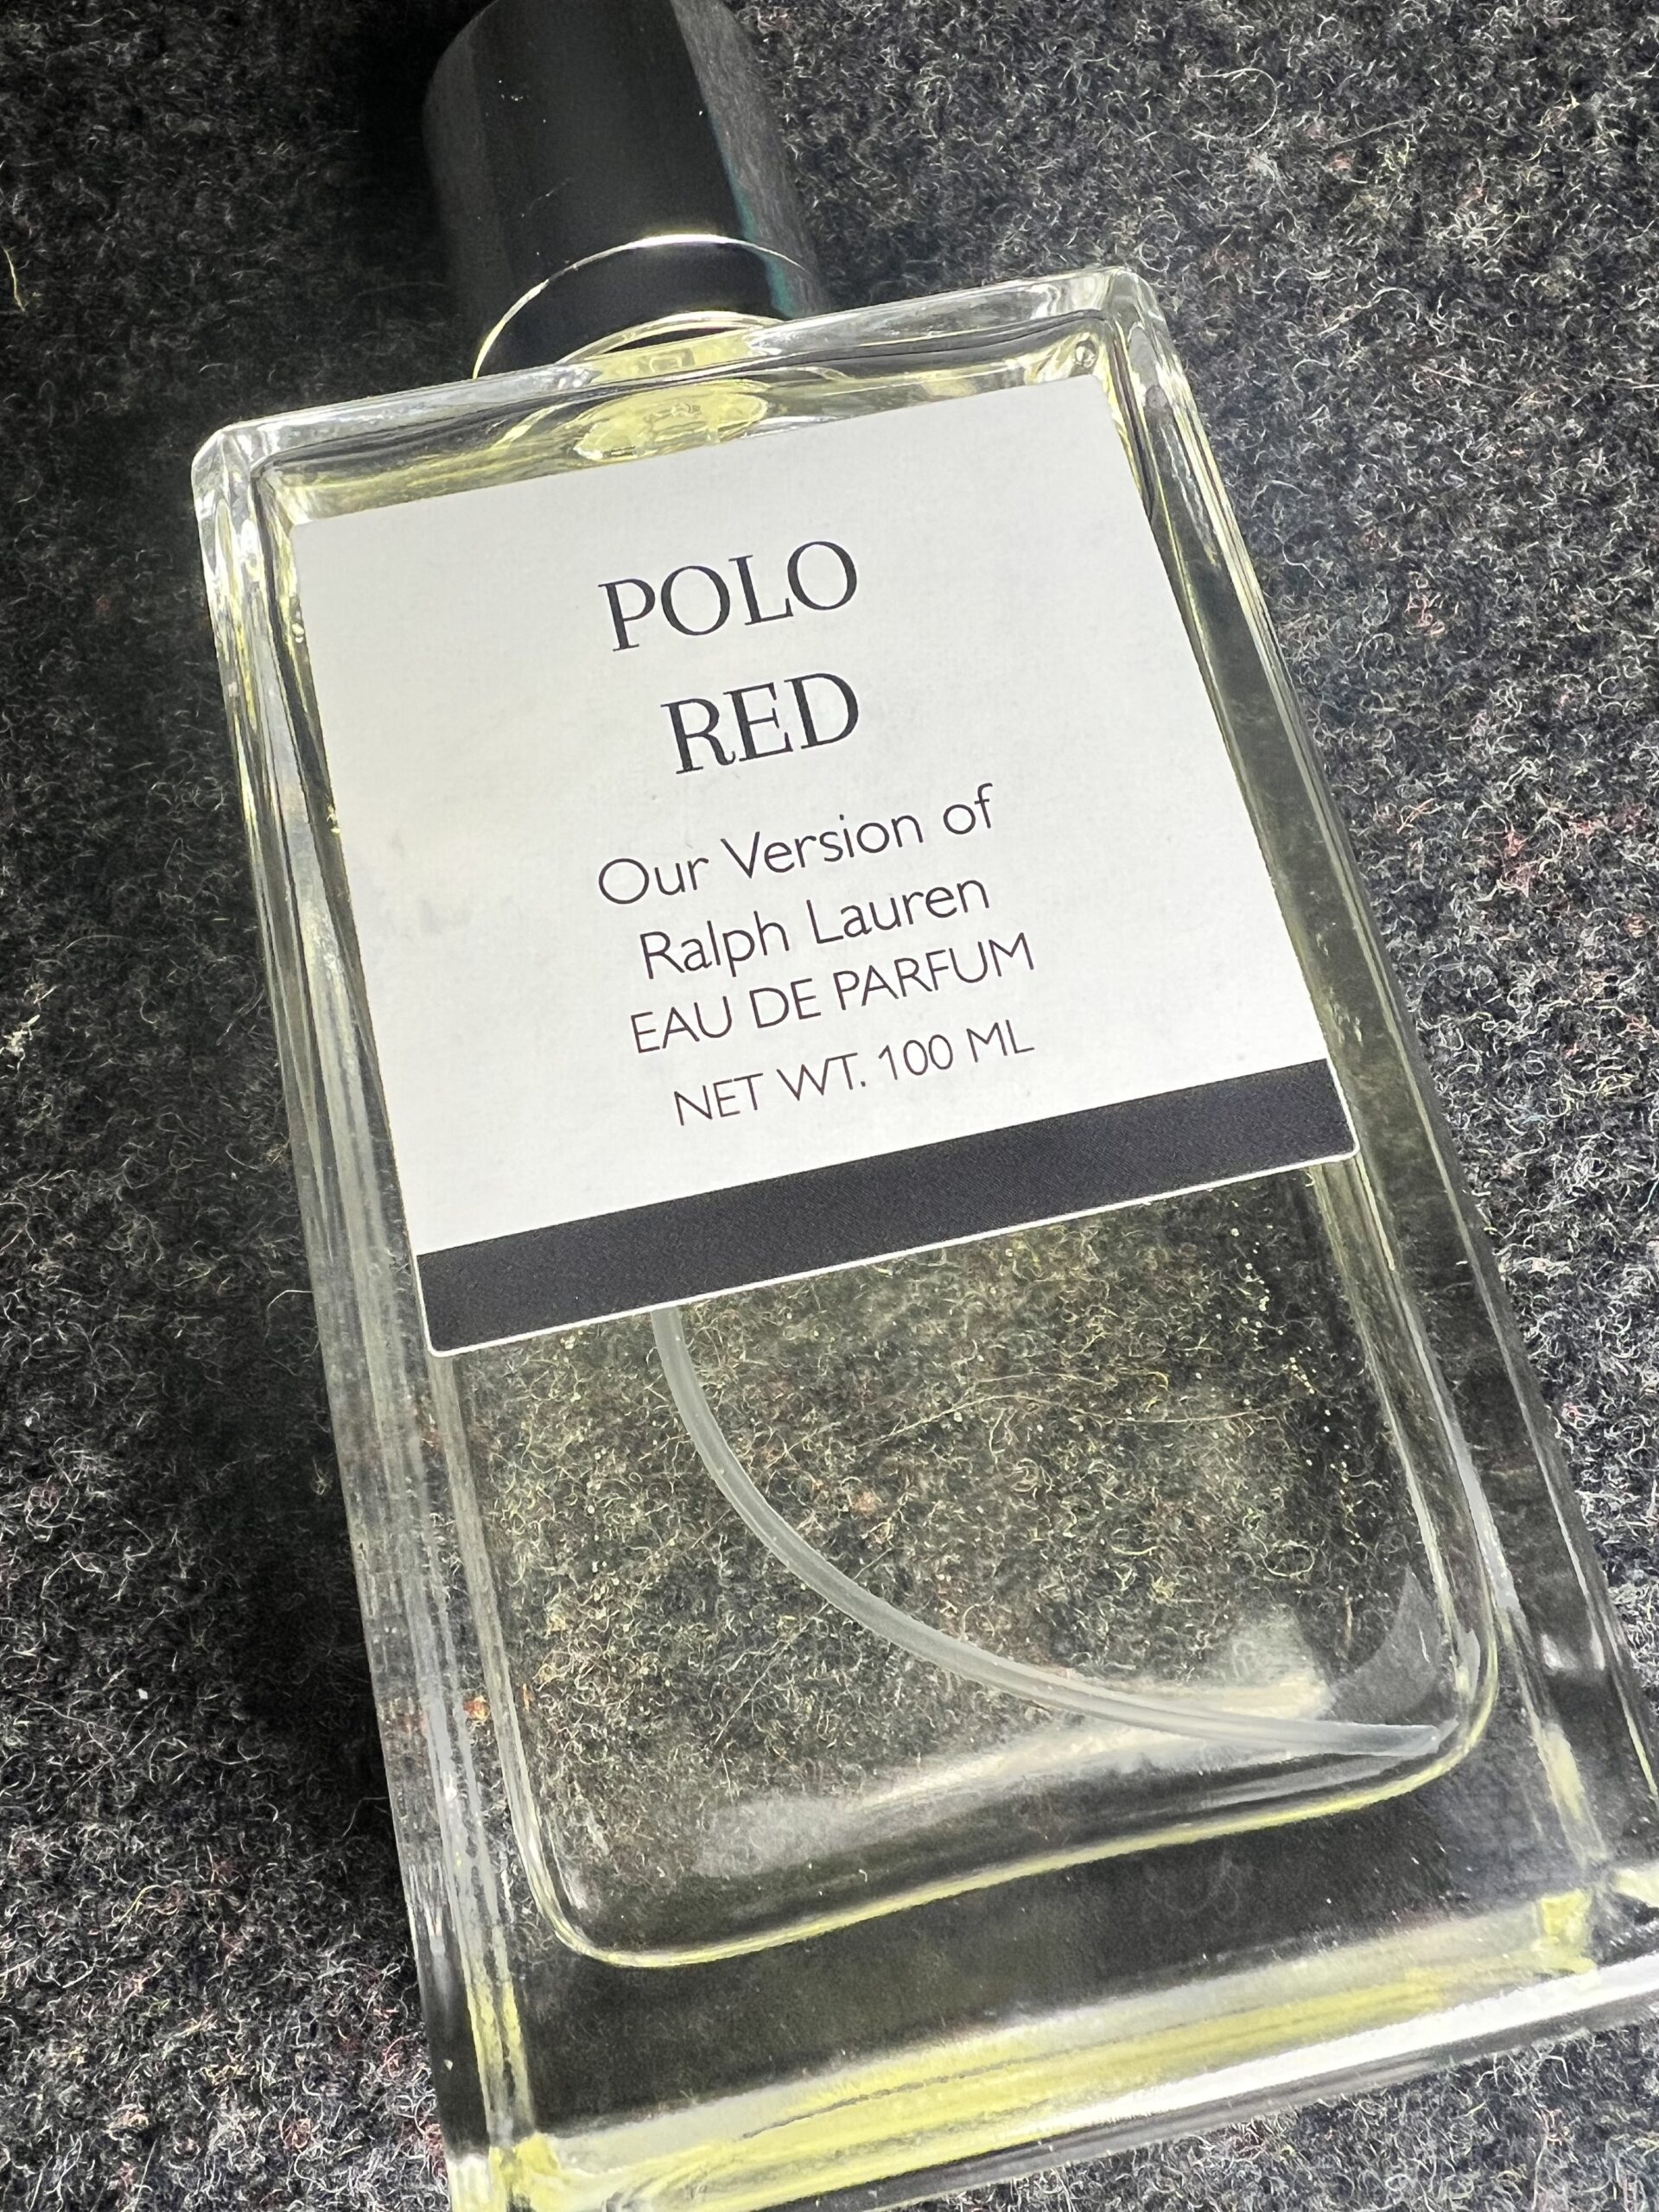 POLO
RED
Our Version of
Ralph Lauren
EAU DE PARFUM
NET WT. 100 ML